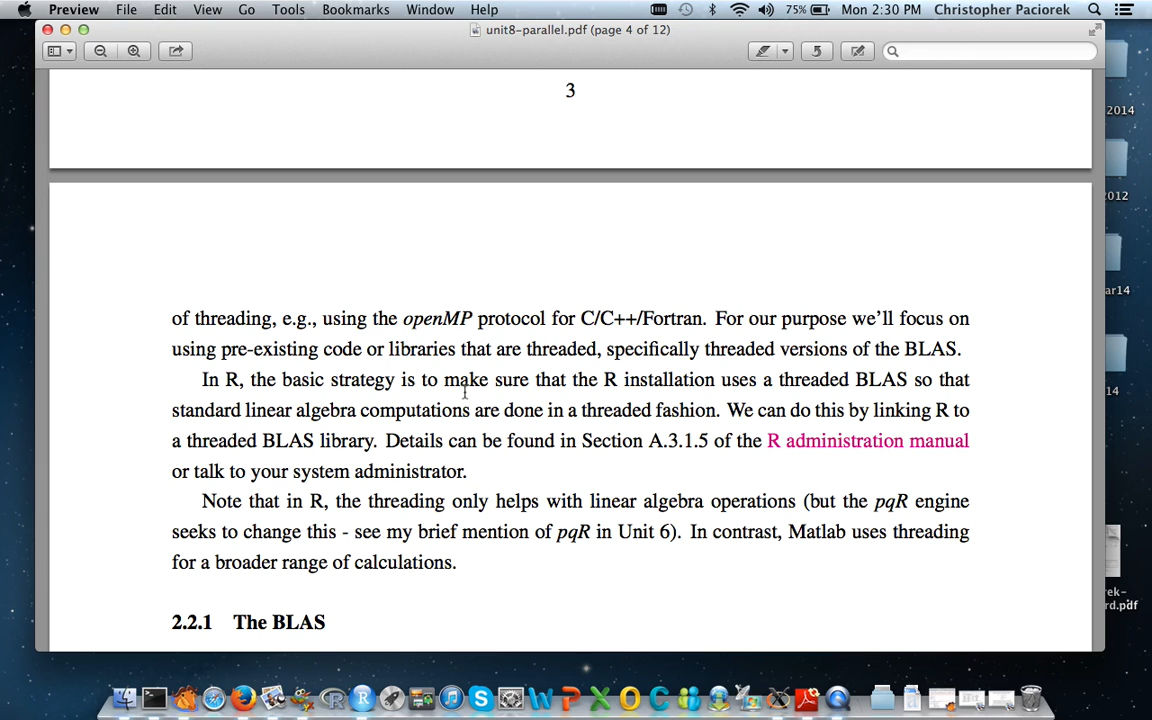 Preview File Edit View Go Tools Bookmarks Window Help 75% Mon 2:30 PM Christopher Paciorek
unit8-parallel.pdf (page 4 of 12)
3
2014
2012
of threading, e.g., using the openMP protocol for C/C++/Fortran. For our purpose we'll focus on
ar14
using pre-existing code or libraries that are threaded, specifically threaded versions of the BLAS.
In R, the basic strategy is to make sure that the R installation uses a threaded BLAS so that
14
standard linear algebra computations are done in a threaded fashion. We can do this by linking R to
a threaded BLAS library. Details can be found in Section A.3.1.5 of the R administration manual
or talk to your system administrator.
Note that in R, the threading only helps with linear algebra operations (but the pqR engine
seeks to change this - see my brief mention of pqR in Unit 6). In contrast, Matlab uses threading
for a broader range of calculations.
ek-
rd.pdf
2.2.1 The BLAS